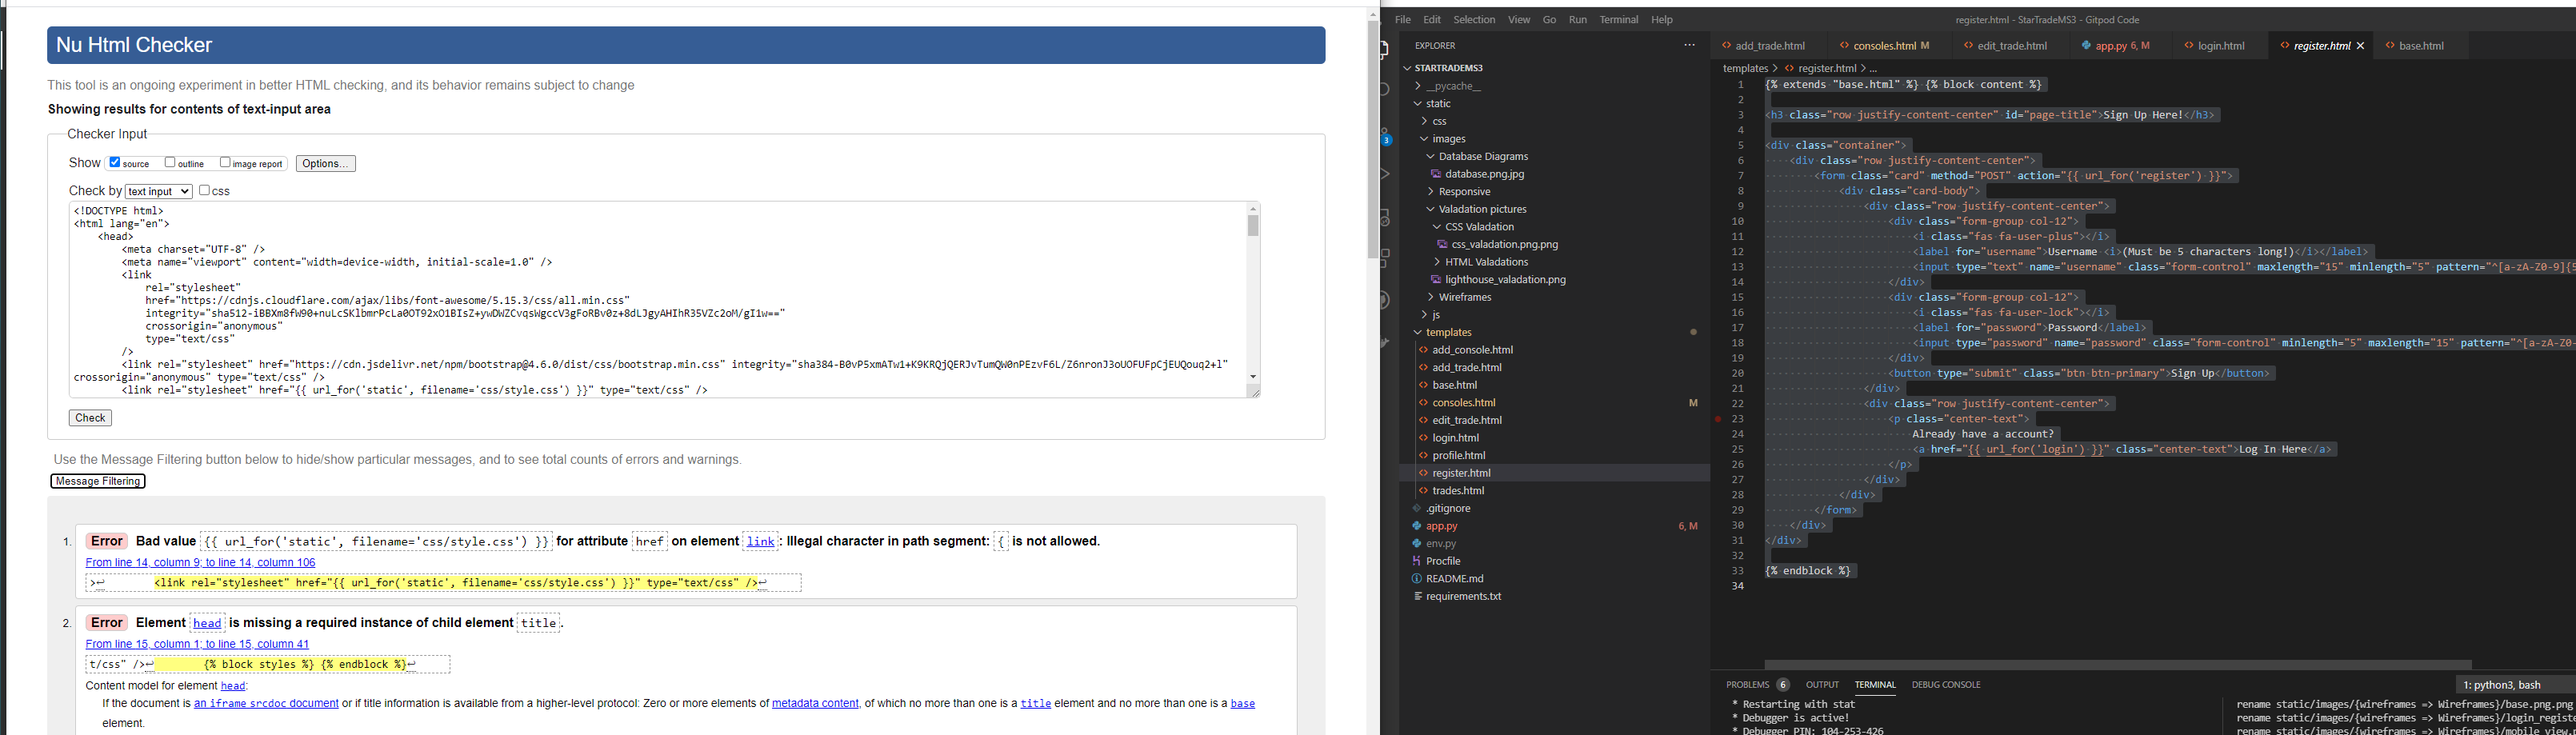 Nu Html Checker
This tool is an ongoing experiment in better HTML checking, and its behavior remains subject to change
Showing results for contents of text-input area
Checker Input
Show source outline image report Options...
Check by text input css
<!DOCTYPE html>
<html lang="en">
<head>
<meta charset="UTF-8" />
<meta name="viewport" content="width=device-width, initial-scale=1.0" />
<link
rel="stylesheet"
href="https://cdnjs.cloudflare.com/ajax/libs/font-awesome/5.15.3/css/all.min.css"
integrity="sha512-iBBXm8fW90+nuLcSKlbmrPcLa0OT92xO1BIsZ+ywDWZCvqsWgccV3gFoRBv0z+8dLJgyAHIhR35VZc2oM/gI1w=="
crossorigin="anonymous"
type="text/css"
/>
<link rel="stylesheet" href="https://cdn.jsdelivr.net/npm/bootstrap@4.6.0/dist/css/bootstrap.min.css" integrity="sha384-B0vP5xmATw1+K9KRQjQERJvTumQW0nPEzvF6L/Z6nronJ3oUOFUFpCjEUQouq2+l"
crossorigin="anonymous" type="text/css" />
<link rel="stylesheet" href="{{ url_for('static', filename='css/style.css') }}" type="text/css" />
Check
Use the Message Filtering button below to hide/show particular messages, and to see total counts of errors and warnings.
Message Filtering
1. Error Bad value {{ url_for('static', filename='css/style.css') }} for attribute href on element link: Illegal character in path segment: { is not allowed.
From line 14, column 9; to line 14, column 106
>↩ <link rel="stylesheet" href="{{ url_for('static', filename='css/style.css') }}" type="text/css" />↩
2. Error Element head is missing a required instance of child element title.
From line 15, column 1; to line 15, column 41
t/css" />↩ {% block styles %} {% endblock %}↩
Content model for element head:
If the document is an iframe srcdoc document or if title information is available from a higher-level protocol: Zero or more elements of metadata content, of which no more than one is a title element and no more than one is a base
element.
File Edit Selection View Go Run Terminal Help
register.html - StarTradeMS3 - Gitpod Code
3
EXPLORER ...
STARTRADEMS3
__pycache__
static
css
images
Database Diagrams
database.png.jpg
Responsive
Valadation pictures
CSS Valadation
css_valadation.png.png
HTML Valadations
lighthouse_valadation.png
Wireframes
js
templates
add_console.html
add_trade.html
base.html
consoles.html M
edit_trade.html
login.html
profile.html
register.html
trades.html
.gitignore
app.py 6, M
env.py
Procfile
README.md
requirements.txt
add_trade.html consoles.html M edit_trade.html app.py 6, M login.html register.html base.html
templates > register.html > ...
1 {% extends "base.html" %} {% block content %}
2
3 <h3 class="row justify-content-center" id="page-title">Sign Up Here!</h3>
4
5 <div class="container">
6 <div class="row justify-content-center">
7 <form class="card" method="POST" action="{{ url_for('register') }}">
8 <div class="card-body">
9 <div class="row justify-content-center">
10 <div class="form-group col-12">
11 <i class="fas fa-user-plus"></i>
12 <label for="username">Username <i>(Must be 5 characters long!)</i></label>
13 <input type="text" name="username" class="form-control" maxlength="15" minlength="5" pattern="^[a-zA-Z0-9]{5
14 </div>
15 <div class="form-group col-12">
16 <i class="fas fa-user-lock"></i>
17 <label for="password">Password</label>
18 <input type="password" name="password" class="form-control" minlength="5" maxlength="15" pattern="^[a-zA-Z0-
19 </div>
20 <button type="submit" class="btn btn-primary">Sign Up</button>
21 </div>
22 <div class="row justify-content-center">
23 <p class="center-text">
24 Already have a account?
25 <a href="{{ url_for('login') }}" class="center-text">Log In Here</a>
26 </p>
27 </div>
28 </div>
29 </form>
30 </div>
31 </div>
32
33 {% endblock %}
34
PROBLEMS 6 OUTPUT TERMINAL DEBUG CONSOLE
1: python3, bash
* Restarting with stat
* Debugger is active!
* Debugger PIN: 104-253-426
rename static/images/{wireframes => Wireframes}/base.png.png
rename static/images/{wireframes => Wireframes}/login_registe
rename static/images/{wireframes => Wireframes}/mobile_view.p